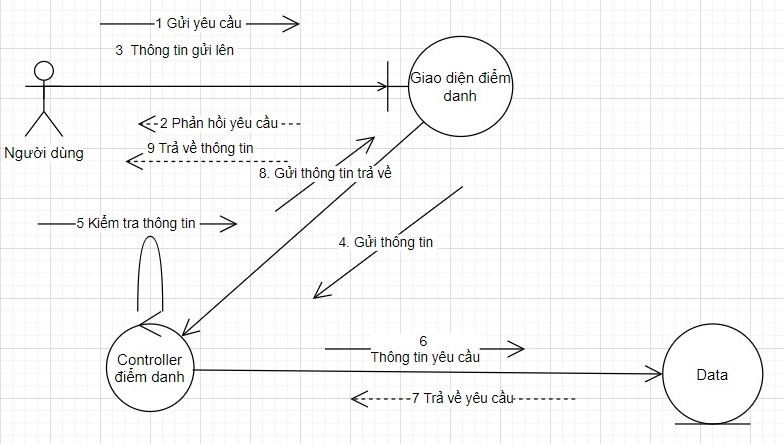 1 Gửi yêu cầu
3 Thông tin gửi lên
Giao diện điểm
danh
2 Phản hồi yêu cầu
Người dùng
9 Trả về thông tin
8. Gửi thông tin trả về
5 Kiểm tra thông tin
4. Gửi thông tin
6
Thông tin yêu cầu
Controller
điểm danh
Data
7 Trả về yêu cầu